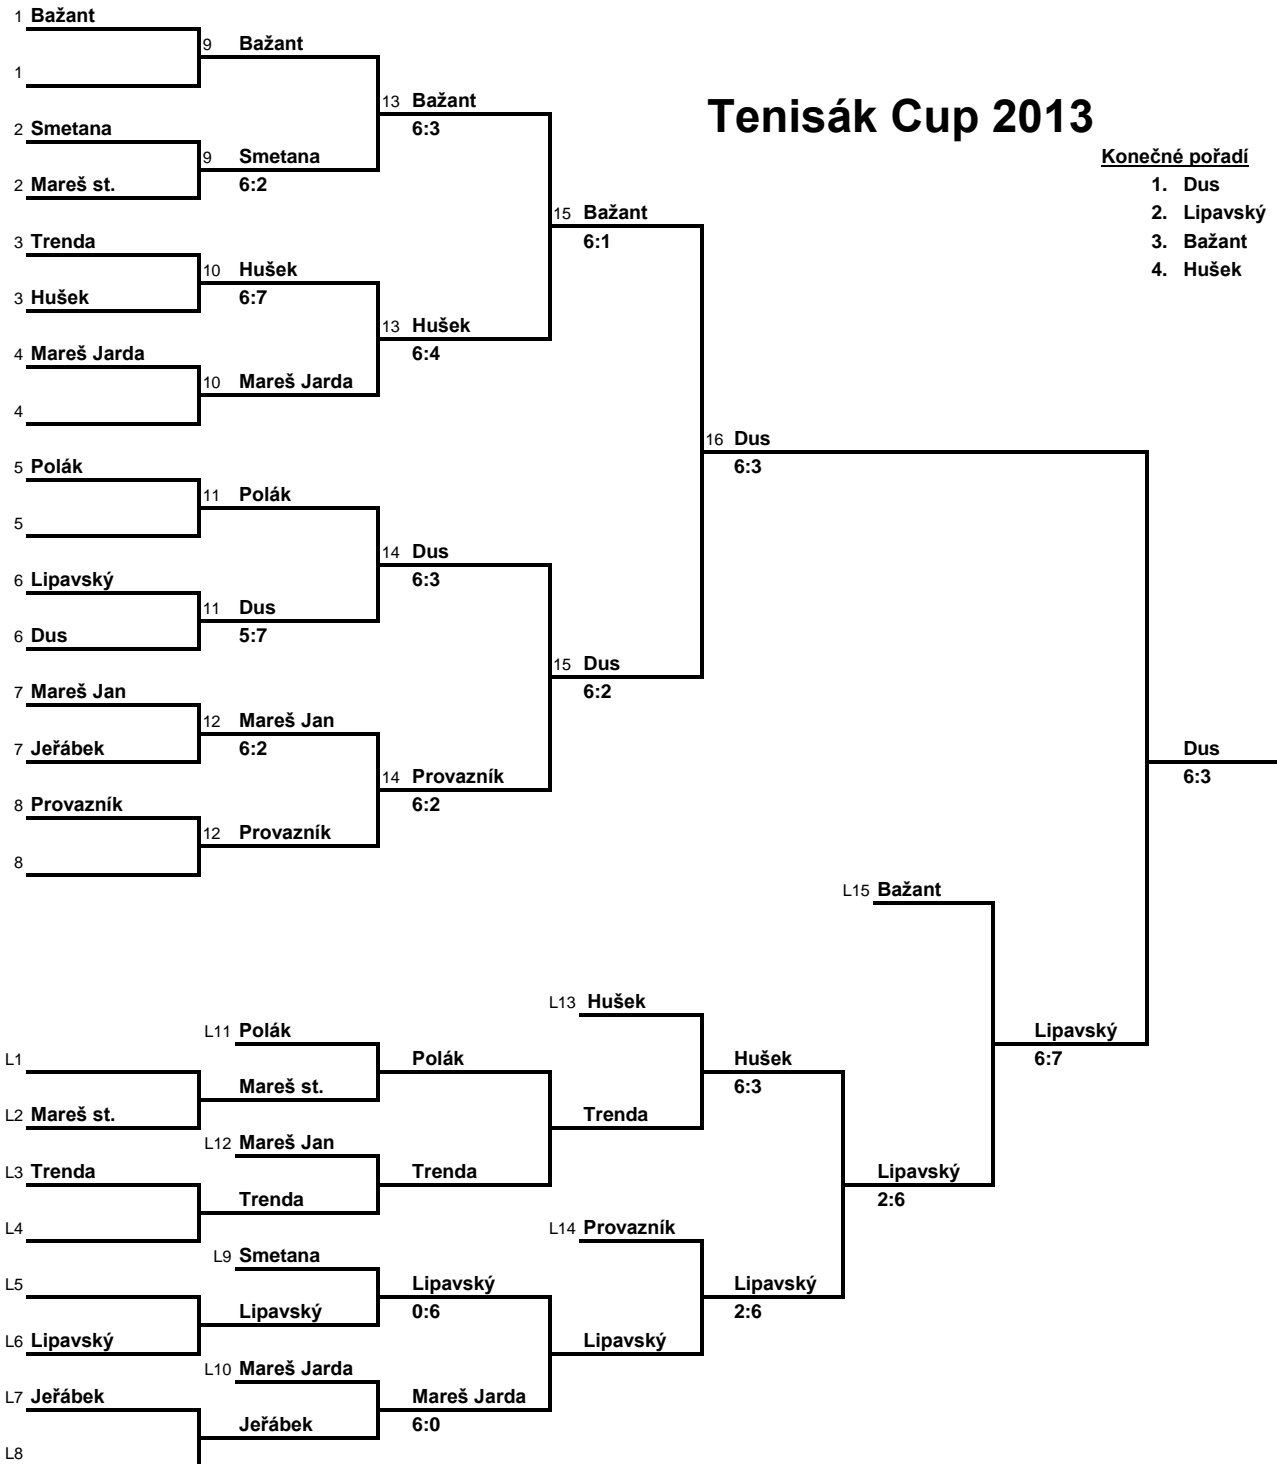 1 Bažant
9 Bažant
1
13 Bažant
6:3
Tenisák Cup 2013
2 Smetana
9 Smetana
6:2
2 Mareš st.
Konečné pořadí
1. Dus
2. Lipavský
3. Bažant
4. Hušek
15 Bažant
6:1
3 Trenda
10 Hušek
6:7
3 Hušek
13 Hušek
6:4
4 Mareš Jarda
10 Mareš Jarda
4
16 Dus
6:3
5 Polák
11 Polák
5
14 Dus
6:3
6 Lipavský
11 Dus
5:7
6 Dus
15 Dus
6:2
7 Mareš Jan
12 Mareš Jan
6:2
7 Jeřábek
14 Provazník
6:2
8 Provazník
12 Provazník
8
Dus
6:3
L15 Bažant
L13 Hušek
L11 Polák
L1
Polák
Hušek
6:3
Lipavský
6:7
Mareš st.
L2 Mareš st.
Trenda
L12 Mareš Jan
L3 Trenda
Trenda
Lipavský
2:6
Trenda
L4
L14 Provazník
L9 Smetana
L5
Lipavský
0:6
Lipavský
2:6
Lipavský
L6 Lipavský
Lipavský
L10 Mareš Jarda
L7 Jeřábek
Mareš Jarda
6:0
Jeřábek
L8